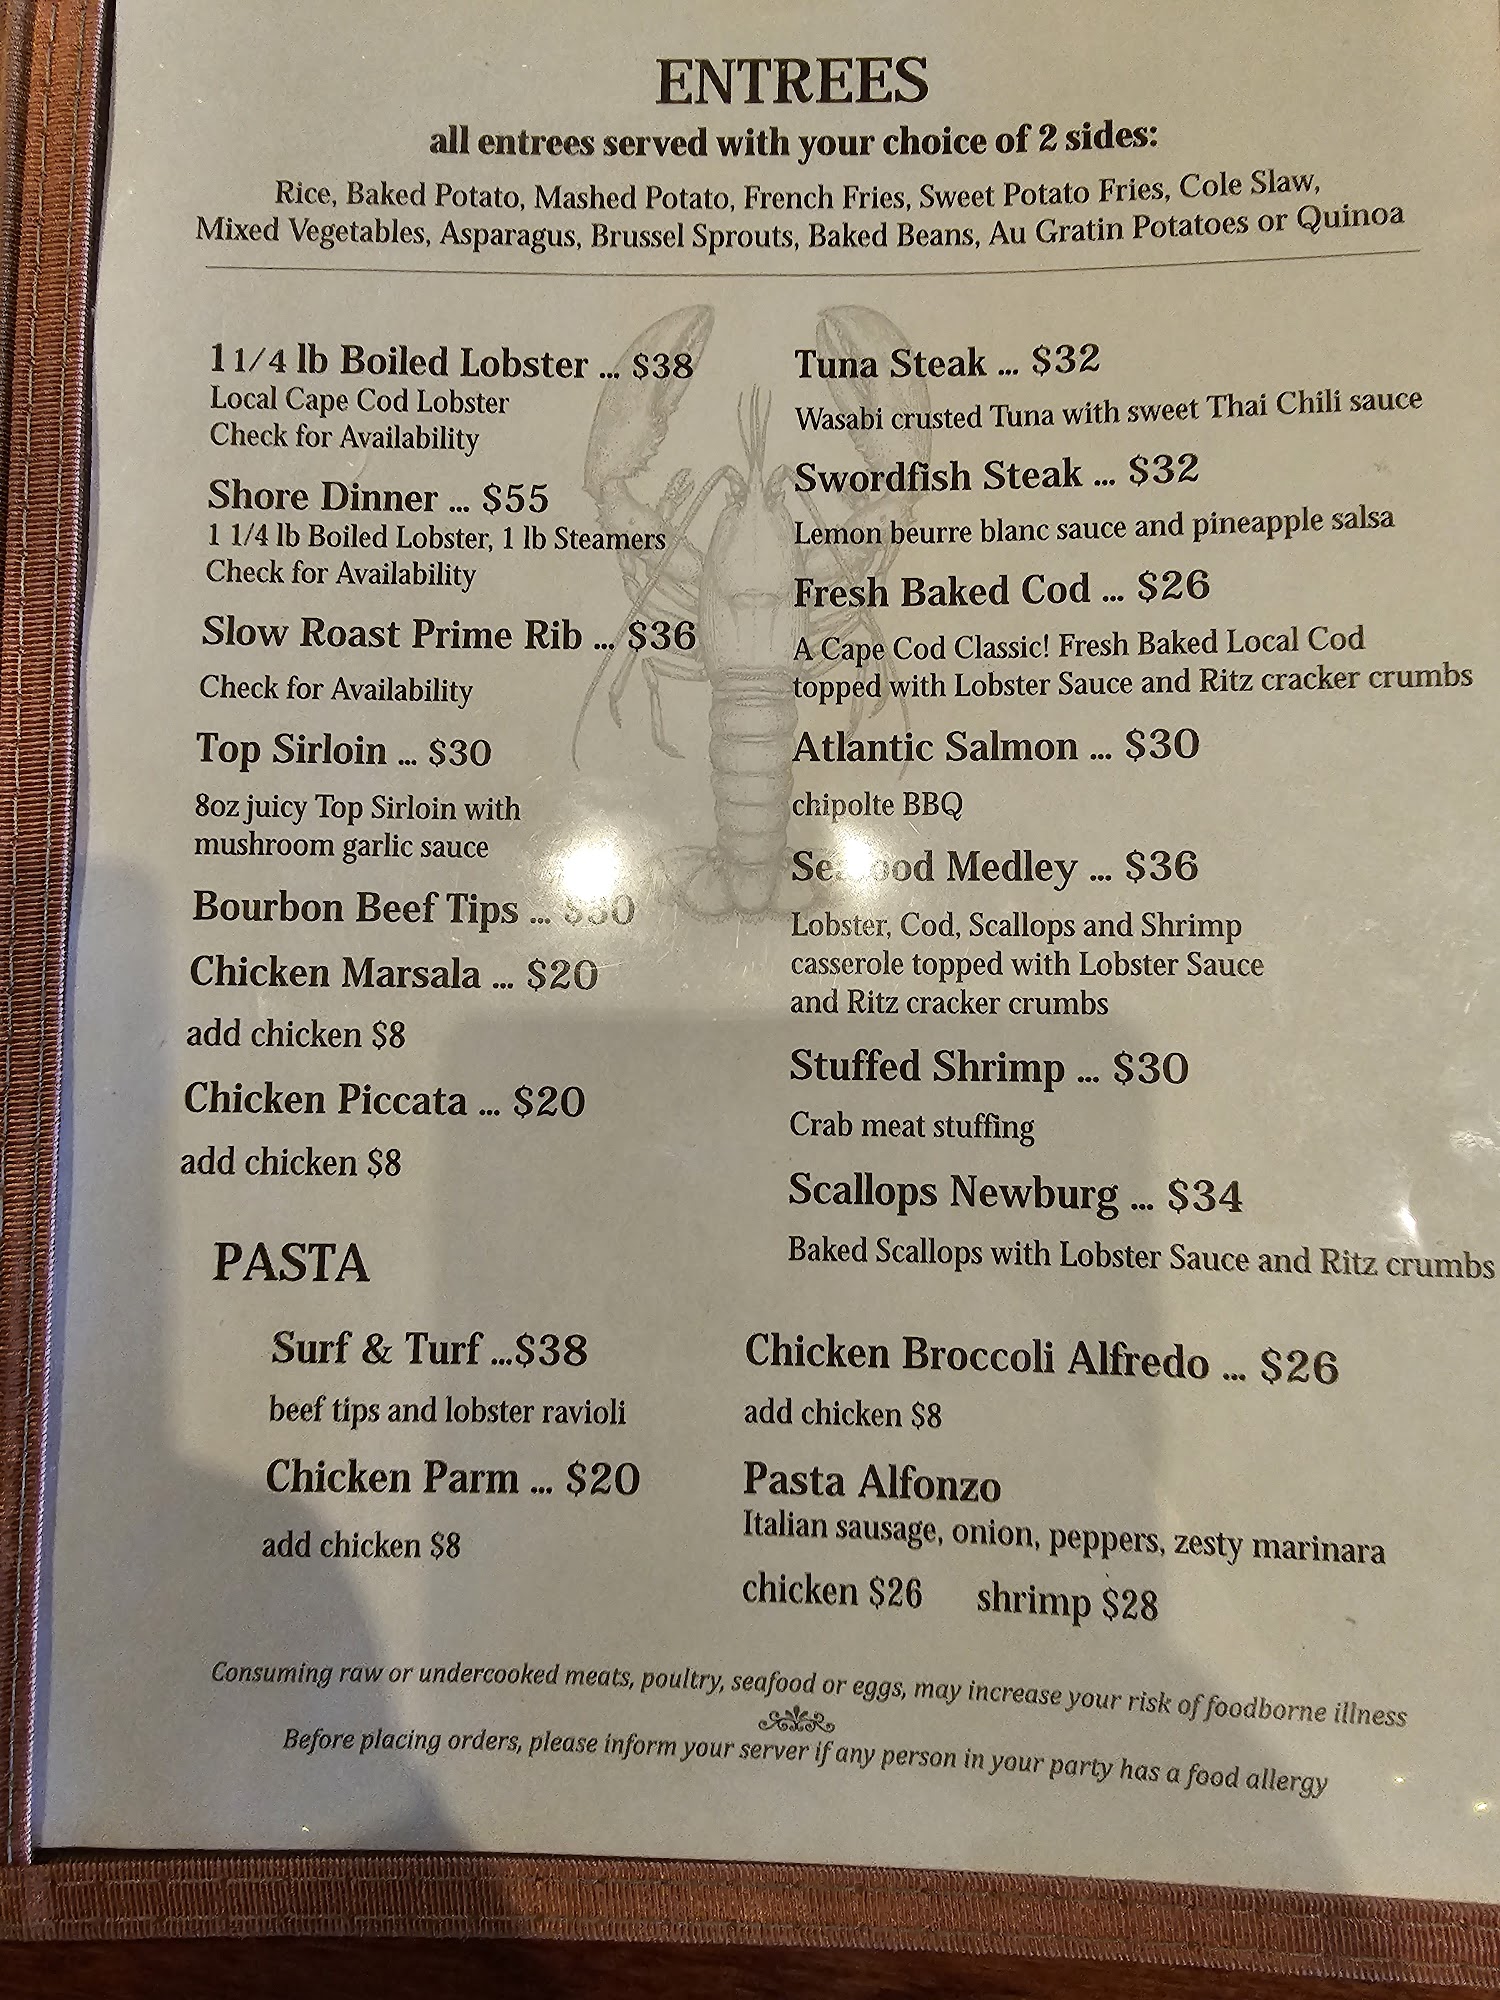 ENTREES
all entrees served with your choice of 2 sides:
Rice, Baked Potato, Mashed Potato, French Fries, Sweet Potato Fries, Cole Slaw,
Mixed Vegetables, Asparagus, Brussel Sprouts, Baked Beans, Au Gratin Potatoes or Quinoa
1 1/4 lb Boiled Lobster ... $38
Local Cape Cod Lobster
Check for Availability
Shore Dinner ... $55
1 1/4 lb Boiled Lobster, 1 lb Steamers
Check for Availability
Slow Roast Prime Rib ... $36
Check for Availability
Top Sirloin ... $30
8oz juicy Top Sirloin with
mushroom garlic sauce
Bourbon Beef Tips ... $30
Chicken Marsala ... $20
add chicken $8
Chicken Piccata ... $20
add chicken $8
Tuna Steak ... $32
Wasabi crusted Tuna with sweet Thai Chili sauce
Swordfish Steak ... $32
Lemon beurre blanc sauce and pineapple salsa
Fresh Baked Cod ... $26
A Cape Cod Classic! Fresh Baked Local Cod
topped with Lobster Sauce and Ritz cracker crumbs
Atlantic Salmon ... $30
chipolte BBQ
Seafood Medley ... $36
Lobster, Cod, Scallops and Shrimp
casserole topped with Lobster Sauce
and Ritz cracker crumbs
Stuffed Shrimp ... $30
Crab meat stuffing
Scallops Newburg ... $34
Baked Scallops with Lobster Sauce and Ritz crumbs
PASTA
Surf & Turf ...$38
beef tips and lobster ravioli
Chicken Parm ... $20
add chicken $8
Chicken Broccoli Alfredo ... $26
add chicken $8
Pasta Alfonzo
Italian sausage, onion, peppers, zesty marinara
chicken $26 shrimp $28
Consuming raw or undercooked meats, poultry, seafood or eggs, may increase your risk of foodborne illness
Before placing orders, please inform your server if any person in your party has a food allergy